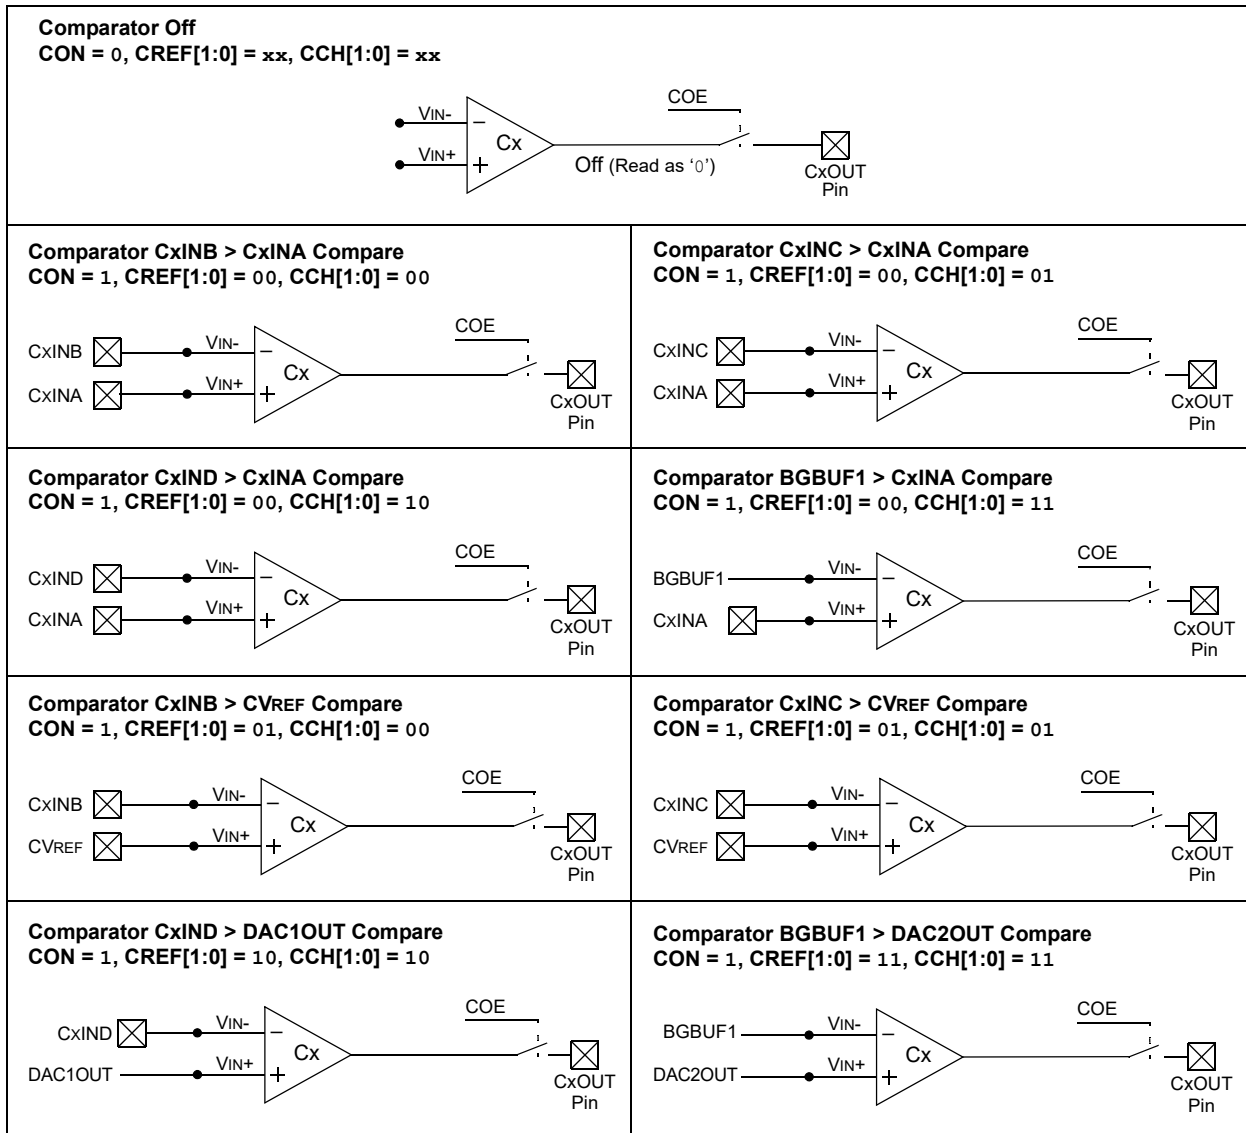 Comparator Off
CON = 0, CREF[1:0] = xx, CCH[1:0] = xx
COE
VIN-
–
Cx
VIN+
+
Off (Read as ‘0’)
CxOUT
Pin
Comparator CxINB > CxINA Compare
CON = 1, CREF[1:0] = 00, CCH[1:0] = 00
COE
CxINB
VIN-
–
Cx
CxINA
VIN+
+
CxOUT
Pin
Comparator CxINC > CxINA Compare
CON = 1, CREF[1:0] = 00, CCH[1:0] = 01
COE
CxINC
VIN-
–
Cx
CxINA
VIN+
+
CxOUT
Pin
Comparator CxIND > CxINA Compare
CON = 1, CREF[1:0] = 00, CCH[1:0] = 10
COE
CxIND
VIN-
–
Cx
CxINA
VIN+
+
CxOUT
Pin
Comparator BGBUF1 > CxINA Compare
CON = 1, CREF[1:0] = 00, CCH[1:0] = 11
COE
BGBUF1
VIN-
–
Cx
CxINA
VIN+
+
CxOUT
Pin
Comparator CxINB > CVREF Compare
CON = 1, CREF[1:0] = 01, CCH[1:0] = 00
COE
CxINB
VIN-
–
Cx
CVREF
VIN+
+
CxOUT
Pin
Comparator CxINC > CVREF Compare
CON = 1, CREF[1:0] = 01, CCH[1:0] = 01
COE
CxINC
VIN-
–
Cx
CVREF
VIN+
+
CxOUT
Pin
Comparator CxIND > DAC1OUT Compare
CON = 1, CREF[1:0] = 10, CCH[1:0] = 10
COE
CxIND
VIN-
–
Cx
DAC1OUT
VIN+
+
CxOUT
Pin
Comparator BGBUF1 > DAC2OUT Compare
CON = 1, CREF[1:0] = 11, CCH[1:0] = 11
COE
BGBUF1
VIN-
–
Cx
DAC2OUT
VIN+
+
CxOUT
Pin